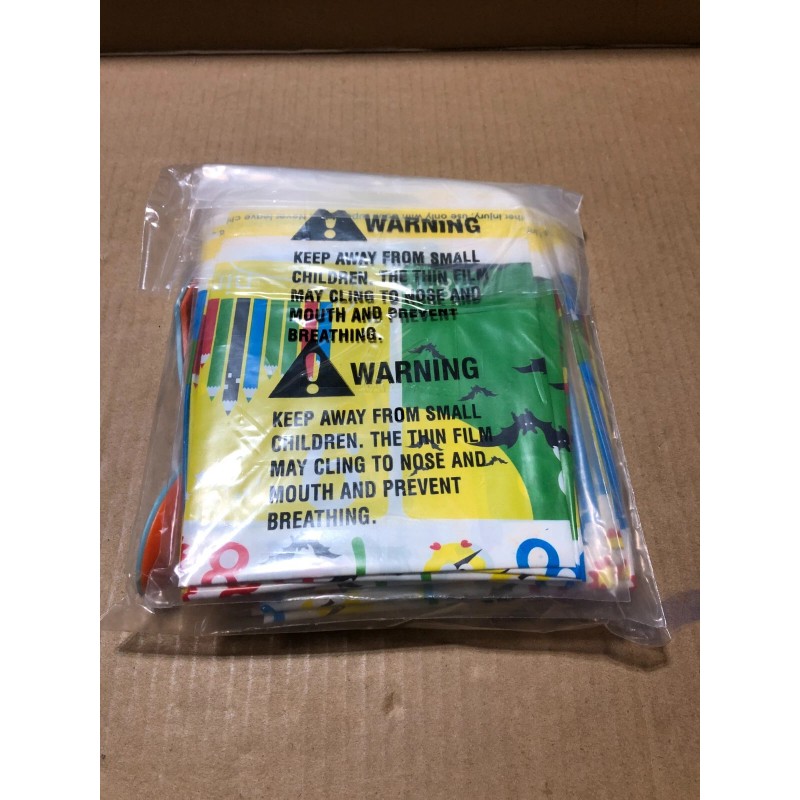 WARNING
KEEP AWAY FROM SMALL
CHILDREN. THE THIN FILM
MAY CLING TO NOSE AND
MOUTH AND PREVENT
BREATHING.
WARNING
KEEP AWAY FROM SMALL
CHILDREN. THE THIN FILM
MAY CLING TO NOSE AND
MOUTH AND PREVENT
BREATHING.
8